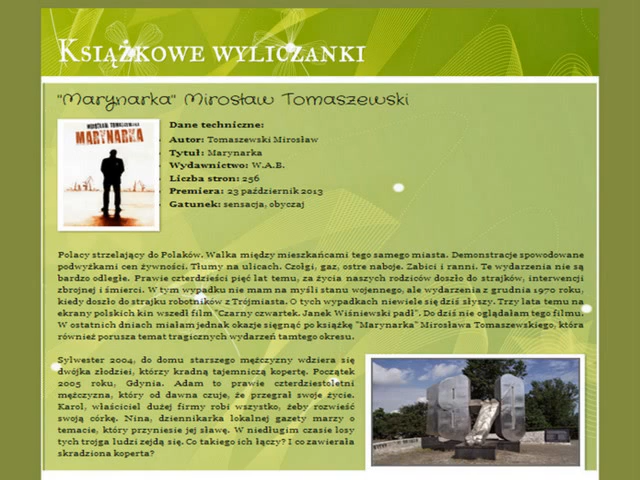 Książkowe wyliczanki
"Marynarka" Mirosław Tomaszewski
MIROSŁAW TOMASZEWSKI
MARYNARKA
Dane techniczne:
Autor: Tomaszewski Mirosław
Tytuł: Marynarka
Wydawnictwo: W.A.B.
Liczba stron: 256
Premiera: 23 październik 2013
Gatunek: sensacja, obyczaj
Polacy strzelający do Polaków. Walka między mieszkańcami tego samego miasta. Demonstracje spowodowane
podwyżkami cen żywności. Tłumy na ulicach. Czołgi, gaz, ostre naboje. Zabici i ranni. Te wydarzenia nie są
bardzo odległe. Prawie czterdzieści pięć lat temu, za życia naszych rodziców doszło do strajków, interwencji
zbrojnej i śmierci. W tym wypadku nie mam na myśli stanu wojennego, ale wydarzenia z grudnia 1970 roku,
kiedy doszło do strajku robotników z Trójmiasta. O tych wypadkach niewiele się dziś słyszy. Trzy lata temu na
ekrany polskich kin wszedł film "Czarny czwartek. Janek Wiśniewski padł". Do dziś nie oglądałam tego filmu.
W ostatnich dniach miałam jednak okazje sięgnąć po książkę "Marynarka" Mirosława Tomaszewskiego, która
również porusza temat tragicznych wydarzeń tamtego okresu.
Sylwester 2004, do domu starszego mężczyzny wdziera się
dwójka złodziei, którzy kradną tajemniczą kopertę. Początek
2005 roku, Gdynia. Adam to prawie czterdziestoletni
mężczyzna, który od dawna czuje, że przegrał swoje życie.
Karol, właściciel dużej firmy robi wszystko, żeby rozwieść
swoją córkę. Nina, dziennikarka lokalnej gazety marzy o
temacie, który przyniesie jej sławę. W niedługim czasie losy
tych trojga ludzi zejdą się. Co takiego ich łączy? I co zawierała
skradziona koperta?